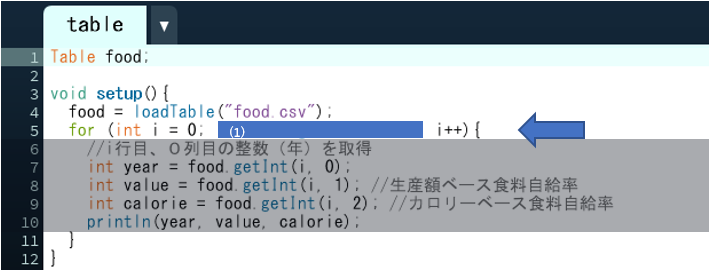 table ▼
1 Table food;
2
3 void setup(){
4 food = loadTable("food.csv");
5 for (int i = 0; (1) i++){
6 //i行目、0列目の整数（年）を取得
7 int year = food.getInt(i, 0);
8 int value = food.getInt(i, 1); //生産額ベース食料自給率
9 int calorie = food.getInt(i, 2); //カロリーベース食料自給率
10 println(year, value, calorie);
11 }
12 }